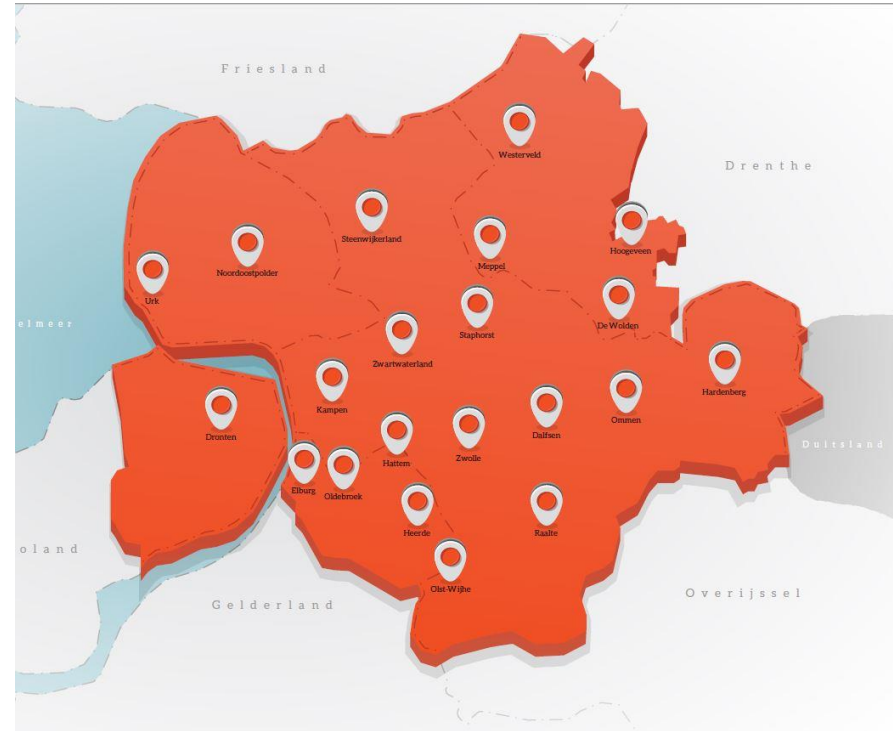 Friesland
Westerveld
Drenthe
Steenwijkerland
Hoogeveen
Noordoostpolder
Meppel
Urk
elmeer
De Wolden
Staphorst
Zwartwaterland
Hardenberg
Kampen
Ommen
Dronten
Dalfsen
Duitsland
Zwolle
Hattem
Elburg
Oldebroek
Heerde
Raalte
oland
Olst-Wijhe
Overijssel
Gelderland